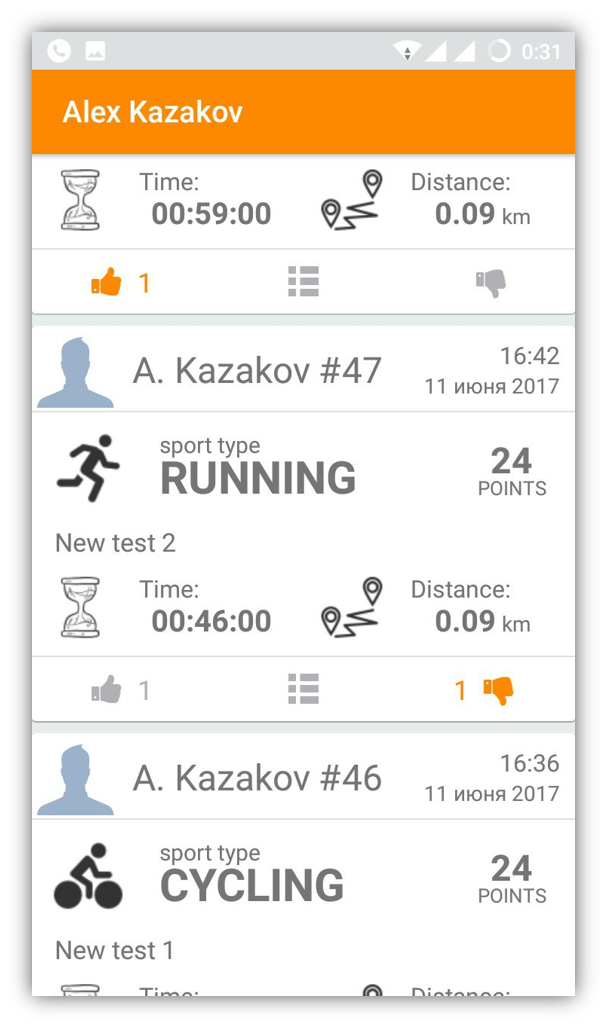 0:31
Alex Kazakov
Time: Distance:
00:59:00 0.09 km
1
A. Kazakov #47
16:42
11 июня 2017
sport type
RUNNING
24
POINTS
New test 2
Time: Distance:
00:46:00 0.09 km
1 1
A. Kazakov #46
16:36
11 июня 2017
sport type
CYCLING
24
POINTS
New test 1
Time: Distance: